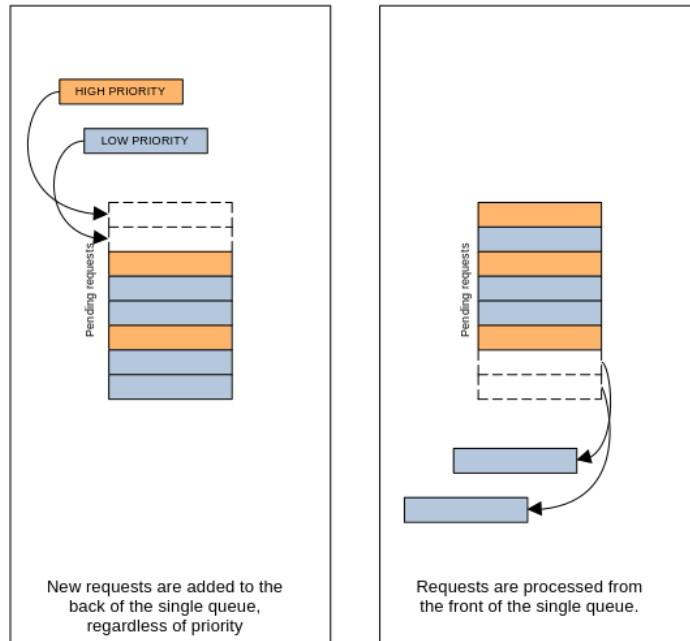 HIGH PRIORITY
LOW PRIORITY
Pending requests
New requests are added to the
back of the single queue,
regardless of priority
Pending requests
Requests are processed from
the front of the single queue.